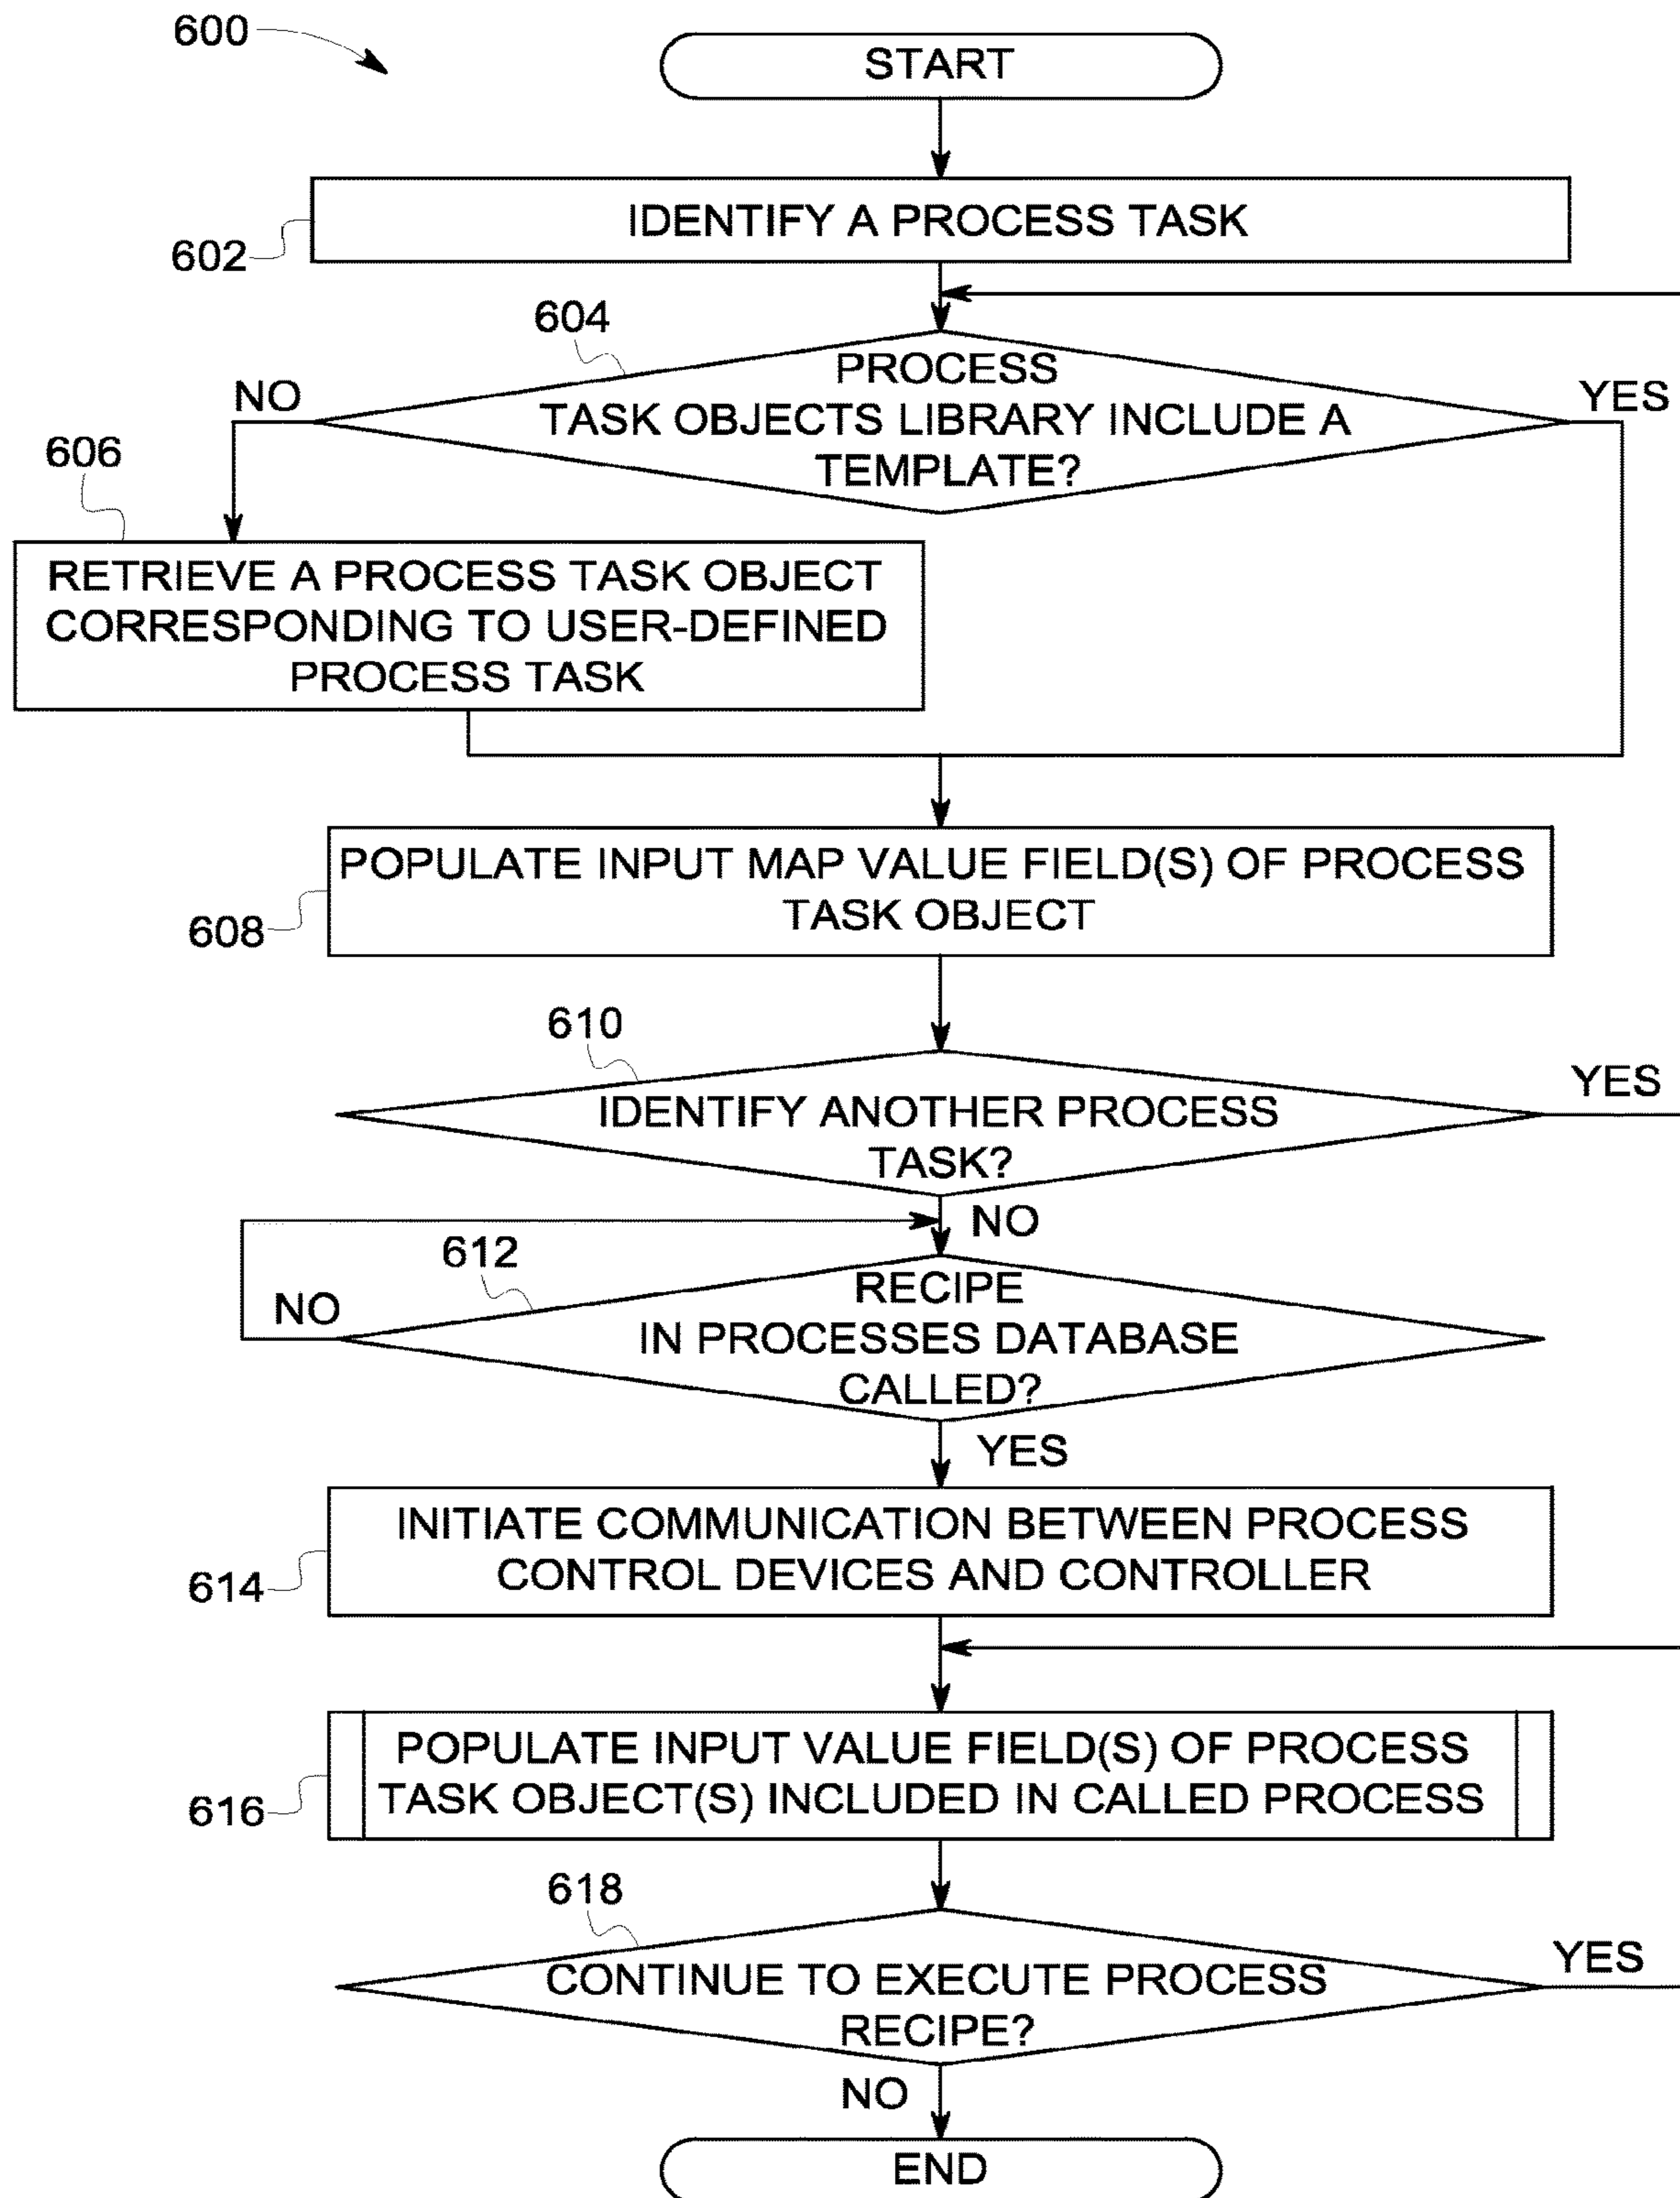 600
START
IDENTIFY A PROCESS TASK
602
604
PROCESS
TASK OBJECTS LIBRARY INCLUDE A
TEMPLATE?
NO
YES
606
RETRIEVE A PROCESS TASK OBJECT
CORRESPONDING TO USER-DEFINED
PROCESS TASK
POPULATE INPUT MAP VALUE FIELD(S) OF PROCESS
TASK OBJECT
608
610
IDENTIFY ANOTHER PROCESS
TASK?
YES
NO
612
RECIPE
IN PROCESSES DATABASE
CALLED?
NO
YES
INITIATE COMMUNICATION BETWEEN PROCESS
CONTROL DEVICES AND CONTROLLER
614
POPULATE INPUT VALUE FIELD(S) OF PROCESS
TASK OBJECT(S) INCLUDED IN CALLED PROCESS
616
618
CONTINUE TO EXECUTE PROCESS
RECIPE?
YES
NO
END